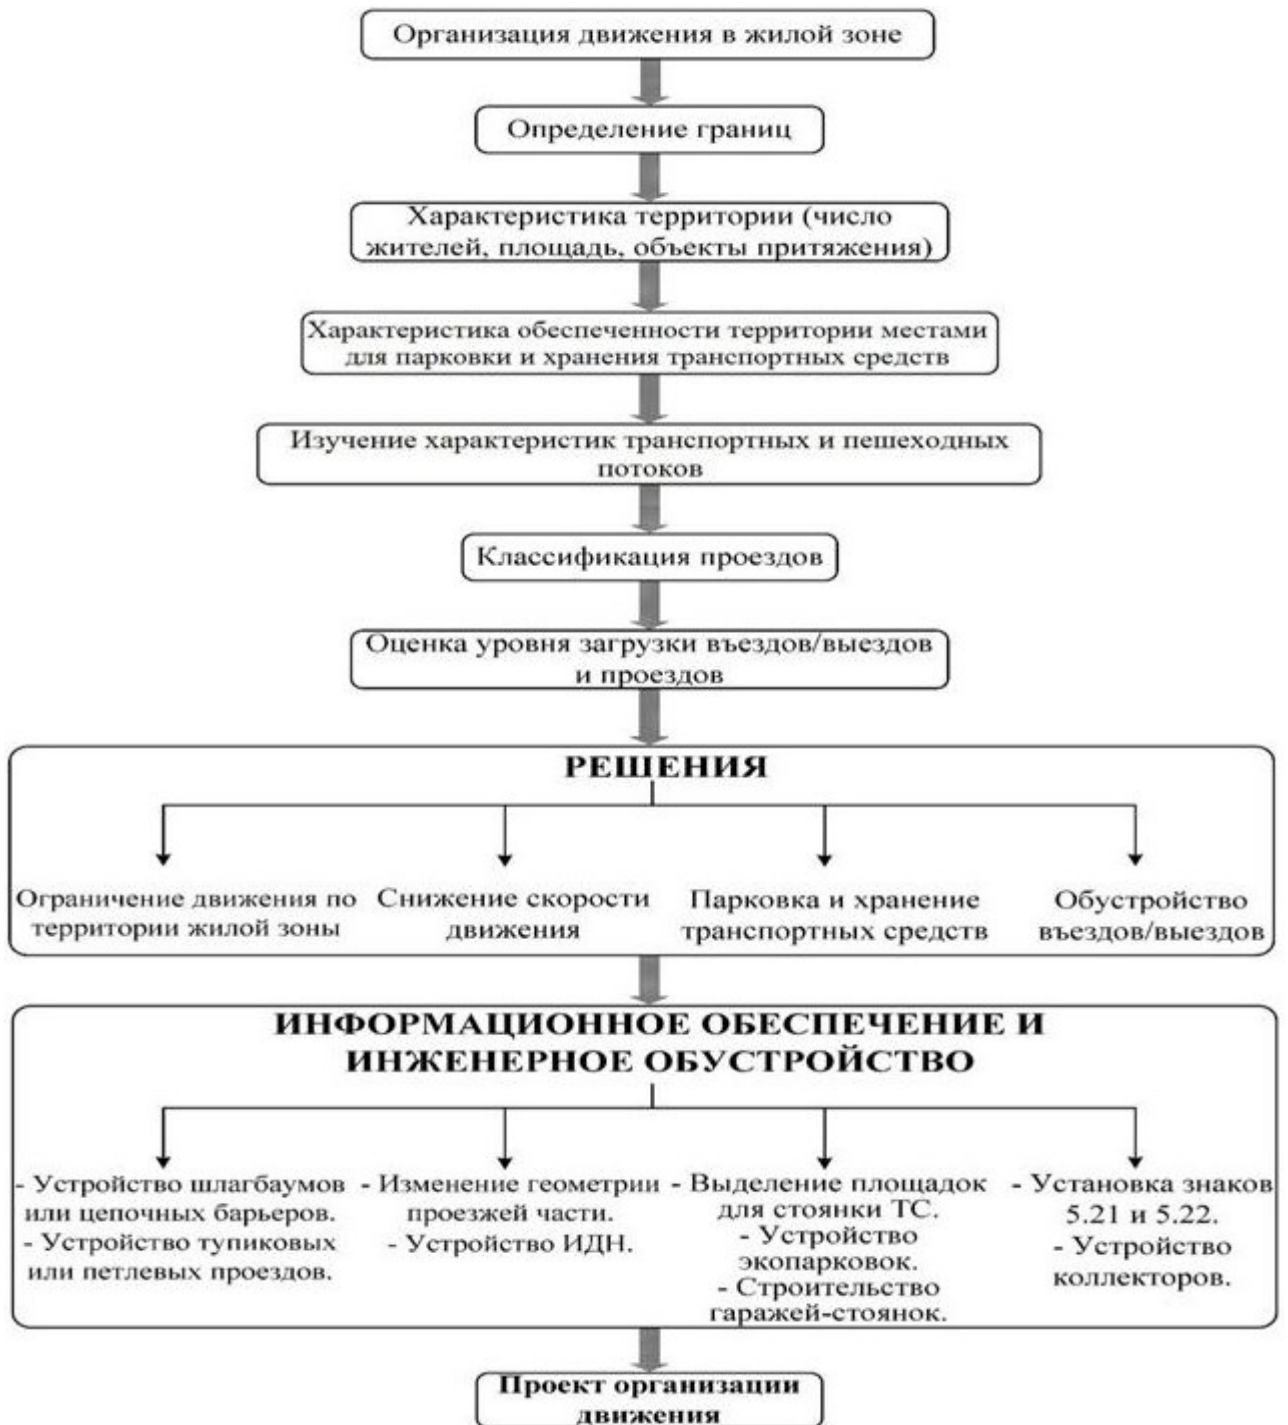 Организация движения в жилой зоне
Определение границ
Характеристика территории (число
жителей, площадь, объекты притяжения)
Характеристика обеспеченности территории местами
для парковки и хранения транспортных средств
Изучение характеристик транспортных и пешеходных
потоков
Классификация проездов
Оценка уровня загрузки въездов/выездов
и проездов
РЕШЕНИЯ
Ограничение движения по
территории жилой зоны
Снижение скорости
движения
Парковка и хранение
транспортных средств
Обустройство
въездов/выездов
ИНФОРМАЦИОННОЕ ОБЕСПЕЧЕНИЕ И
ИНЖЕНЕРНОЕ ОБУСТРОЙСТВО
- Устройство шлагбаумов
или цепочных барьеров.
- Устройство тупиковых
или петлевых проездов.
- Изменение геометрии
проезжей части.
- Устройство ИДН.
- Выделение площадок
для стоянки ТС.
- Устройство
экопарковок.
- Строительство
гаражей-стоянок.
- Установка знаков
5.21 и 5.22.
- Устройство
коллекторов.
Проект организации
движения